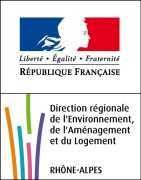 Liberté • Égalité • Fraternité
RÉPUBLIQUE FRANÇAISE
Direction régionale
de l'Environnement,
de l'Aménagement
et du Logement
RHÔNE-ALPES